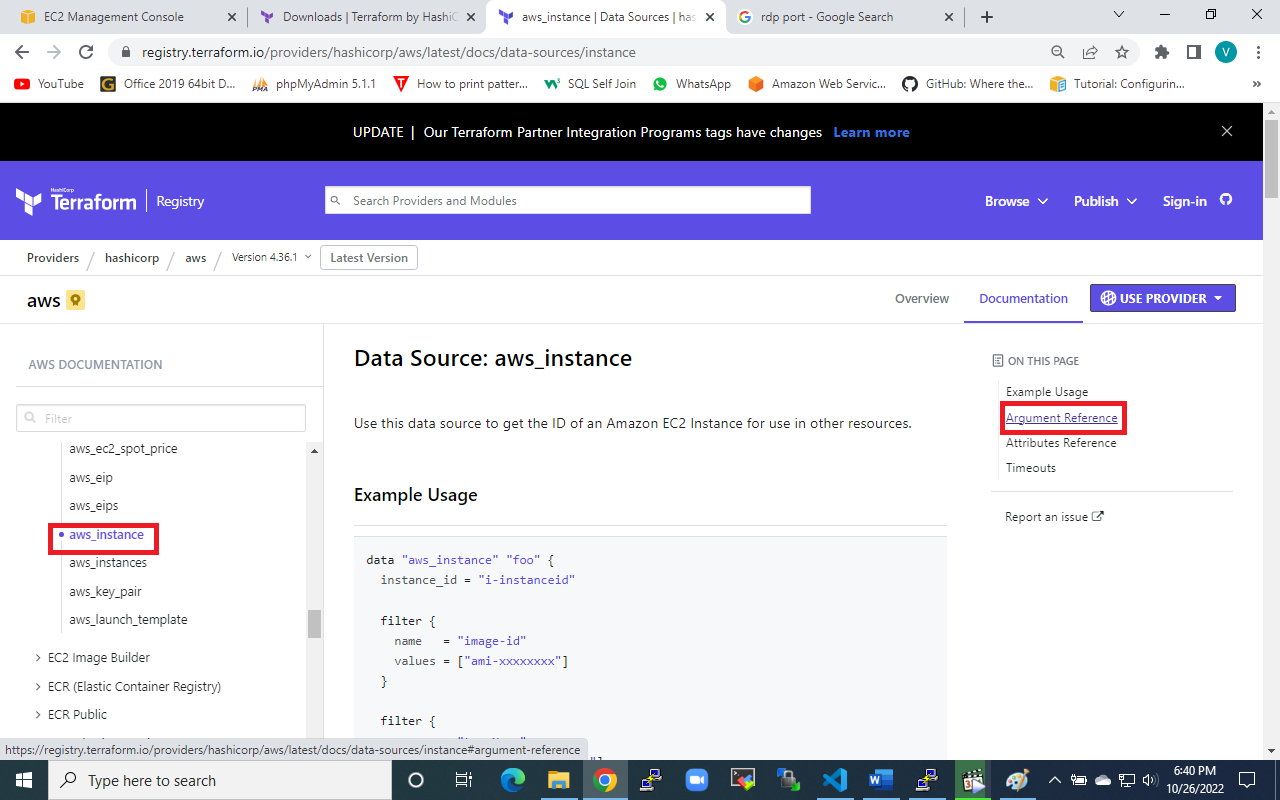 EC2 Management Console
Downloads | Terraform by HashiC
aws_instance | Data Sources | has
rdp port - Google Search
registry.terraform.io/providers/hashicorp/aws/latest/docs/data-sources/instance
V
YouTube
Office 2019 64bit D...
phpMyAdmin 5.1.1
How to print patter...
SQL Self Join
WhatsApp
Amazon Web Servic...
GitHub: Where the...
Tutorial: Configurin...
»
UPDATE | Our Terraform Partner Integration Programs tags have changes Learn more
HashiCorp
Terraform
Registry
Search Providers and Modules
Browse
Publish
Sign-in
Providers / hashicorp / aws / Version 4.36.1
Latest Version
aws
Overview
Documentation
USE PROVIDER
AWS DOCUMENTATION
Filter
aws_ec2_spot_price
aws_eip
aws_eips
aws_instance
aws_instances
aws_key_pair
aws_launch_template
EC2 Image Builder
ECR (Elastic Container Registry)
ECR Public
Data Source: aws_instance
Use this data source to get the ID of an Amazon EC2 Instance for use in other resources.
Example Usage
data "aws_instance" "foo" {
instance_id = "i-instanceid"
filter {
name = "image-id"
values = ["ami-xxxxxxxx"]
}
filter {
"]
ON THIS PAGE
Example Usage
Argument Reference
Attributes Reference
Timeouts
Report an issue
https://registry.terraform.io/providers/hashicorp/aws/latest/docs/data-sources/instance#argument-reference
Type here to search
6:40 PM
10/26/2022